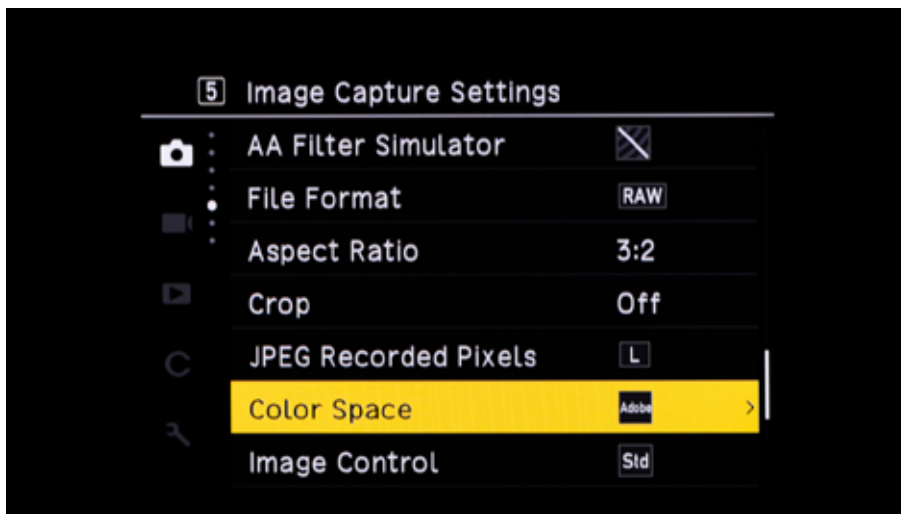 5 Image Capture Settings
AA Filter Simulator
File Format RAW
Aspect Ratio 3:2
Crop Off
JPEG Recorded Pixels L
Color Space Adobe >
C
Image Control Std